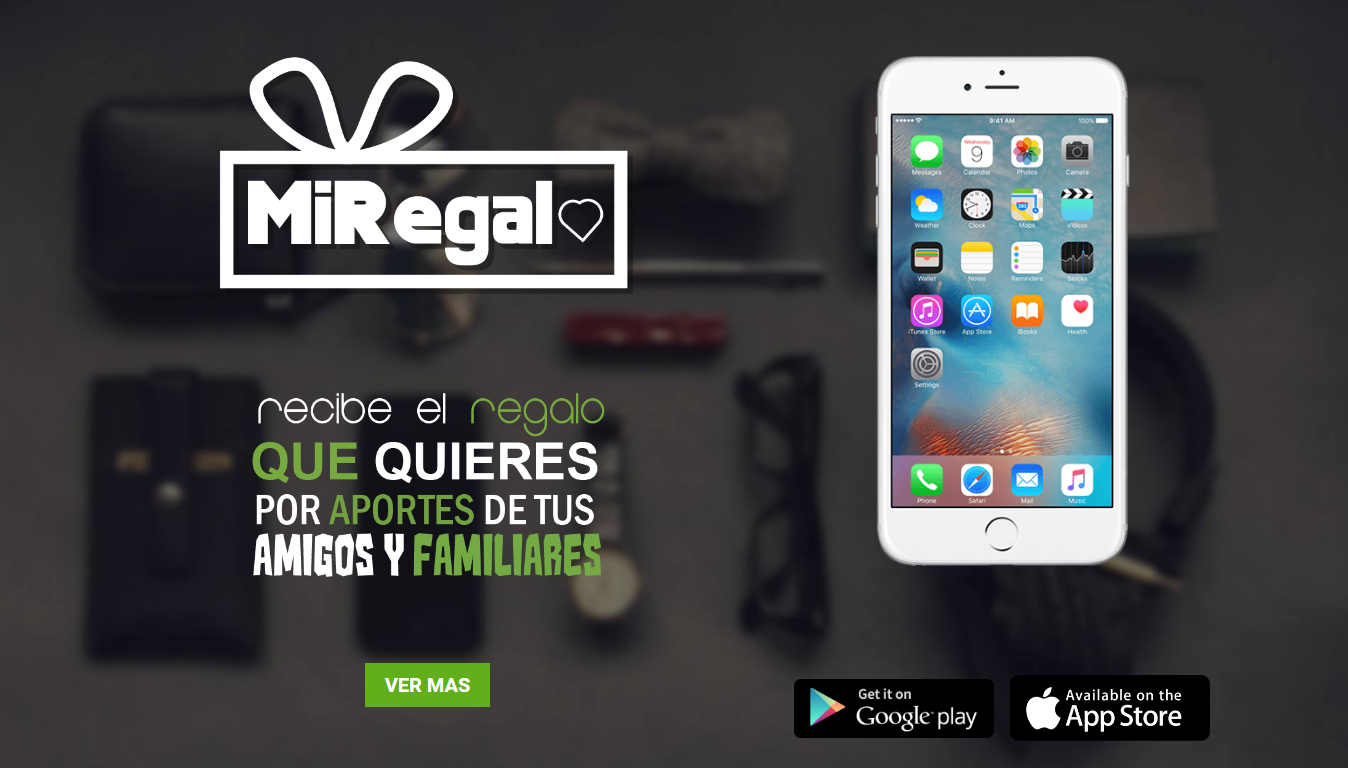 MiRegal
recibe el regalo
QUE QUIERES
POR APORTES DE TUS
AMIGOS Y FAMILIARES
VER MAS
9:41 AM
100%
Wednesday
9
Messages
Calendar
Photos
Camera
Weather
Clock
Maps
Videos
Wallet
Notes
Reminders
Stocks
iTunes Store
App Store
iBooks
Health
Settings
Phone
Safari
Mail
Music
Get it on
Google play
Available on the
App Store